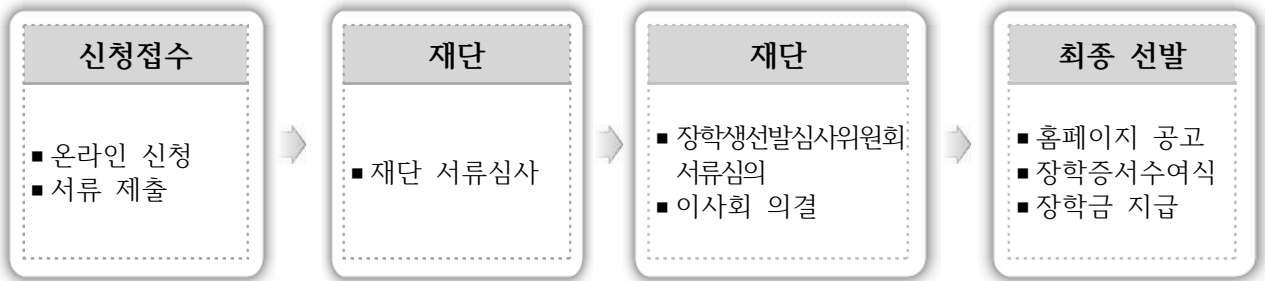 신청접수
■ 온라인 신청
■ 서류 제출
재단
■ 재단 서류심사
재단
■ 장학생선발심사위원회
서류심의
■ 이사회 의결
최종 선발
■ 홈페이지 공고
■ 장학증서수여식
■ 장학금 지급